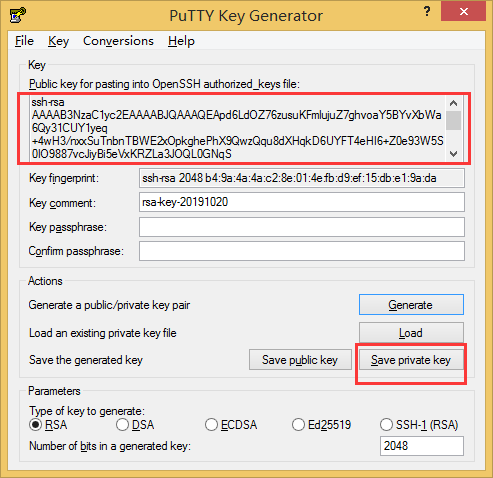 PuTTY Key Generator
?
File Key Conversions Help
Key
Public key for pasting into OpenSSH authorized_keys file:
ssh-rsa
AAAAB3NzaC1yc2EAAAABJQAAAQEApd6LdOZ76zusuKFmlujuZ7ghvoaY5BYvXbWa
6Qy31CUY1yeq
+4wH3/nxxSuTnbnTBWE2xOpkghePhX9QwzQqu8dXHqkD6UYFT4eHI6+Z0e93W5S
0IO9887vcJiyBi5eVxKRZLa3JOQL0GNqS
Key fingerprint: ssh-rsa 2048 b4:9a:4a:4a:c2:8e:01:4e:fb:d9:ef:15:db:e1:9a:da
Key comment: rsa-key-20191020
Key passphrase:
Confirm passphrase:
Actions
Generate a public/private key pair Generate
Load an existing private key file Load
Save the generated key Save public key Save private key
Parameters
Type of key to generate:
RSA DSA ECDSA Ed25519 SSH-1 (RSA)
Number of bits in a generated key: 2048